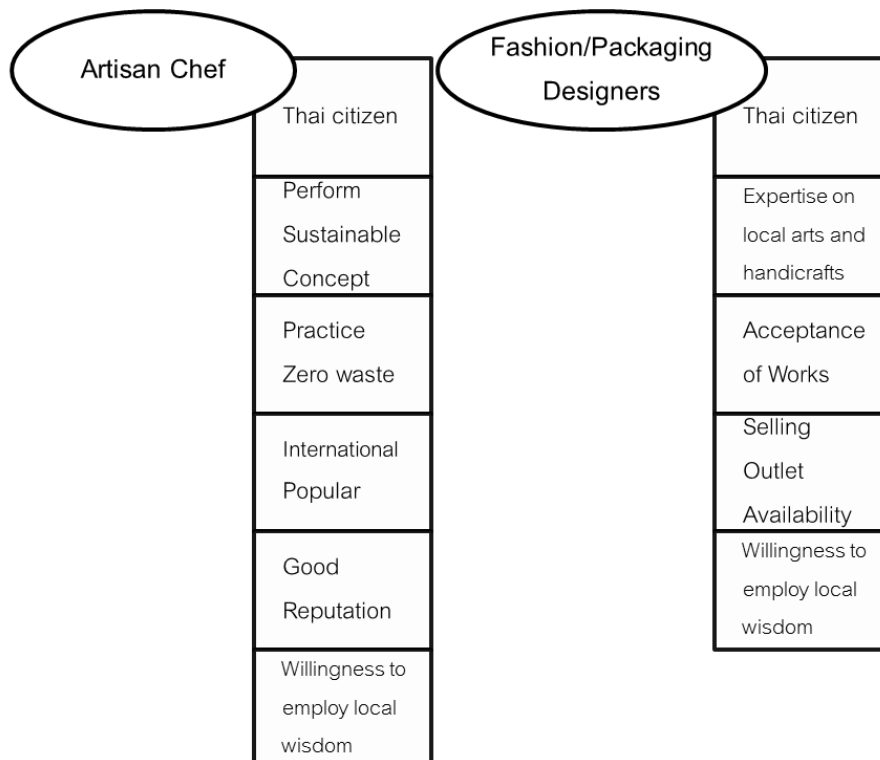 Artisan Chef
Thai citizen
Perform
Sustainable
Concept
Practice
Zero waste
International
Popular
Good
Reputation
Willingness to
employ local
wisdom
Fashion/Packaging
Designers
Thai citizen
Expertise on
local arts and
handicrafts
Acceptance
of Works
Selling
Outlet
Availability
Willingness to
employ local
wisdom